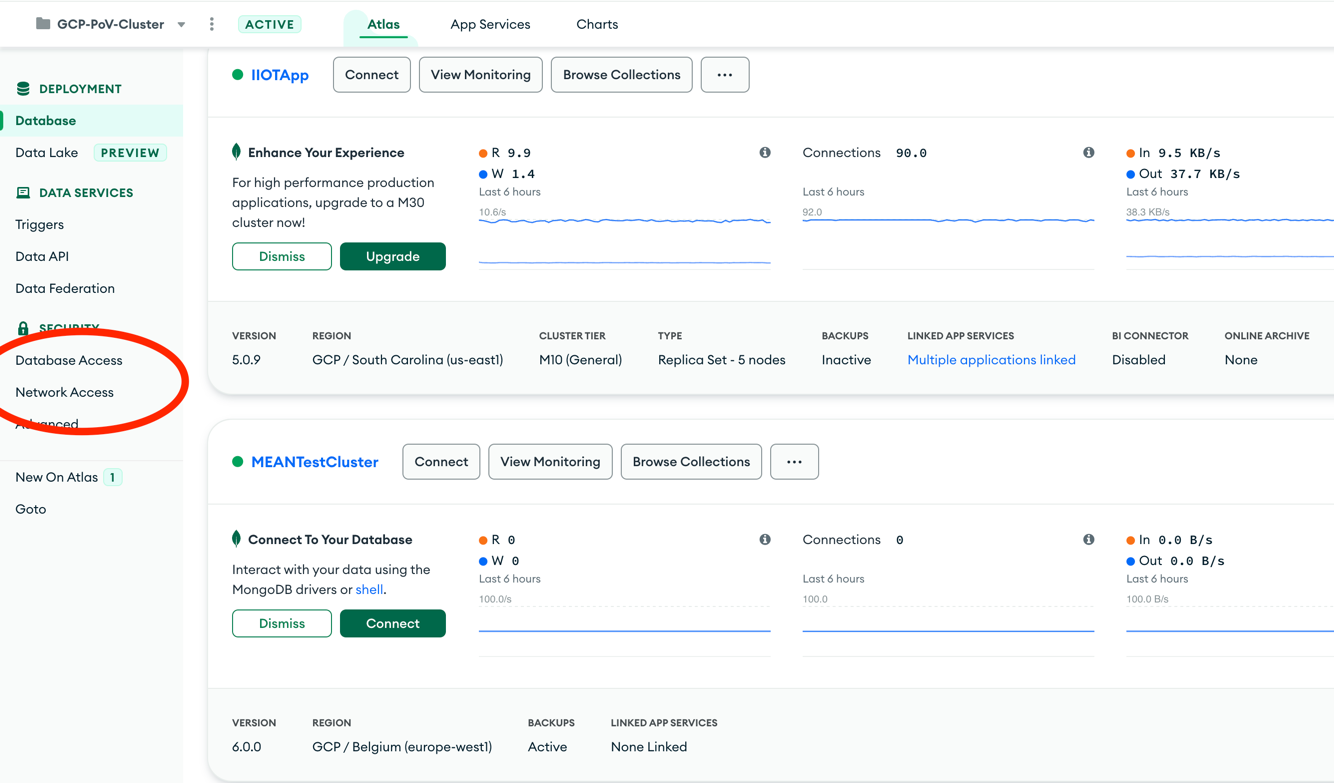 GCP-PoV-Cluster ACTIVE Atlas App Services Charts
DEPLOYMENT
Database
Data Lake PREVIEW
DATA SERVICES
Triggers
Data API
Data Federation
SECURITY
Database Access
Network Access
Advanced
New On Atlas 1
Goto
IIOTApp Connect View Monitoring Browse Collections ...
Enhance Your Experience
For high performance production
applications, upgrade to a M30
cluster now!
Dismiss Upgrade
R 9.9
W 1.4
Last 6 hours
10.6/s
Connections 90.0
Last 6 hours
92.0
In 9.5 KB/s
Out 37.7 KB/s
Last 6 hours
38.3 KB/s
VERSION REGION CLUSTER TIER TYPE BACKUPS LINKED APP SERVICES BI CONNECTOR ONLINE ARCHIVE
5.0.9 GCP / South Carolina (us-east1) M10 (General) Replica Set - 5 nodes Inactive Multiple applications linked Disabled None
MEANTestCluster Connect View Monitoring Browse Collections ...
Connect To Your Database
Interact with your data using the
MongoDB drivers or shell.
Dismiss Connect
R 0
W 0
Last 6 hours
100.0/s
Connections 0
Last 6 hours
100.0
In 0.0 B/s
Out 0.0 B/s
Last 6 hours
100.0 B/s
VERSION REGION BACKUPS LINKED APP SERVICES
6.0.0 GCP / Belgium (europe-west1) Active None Linked